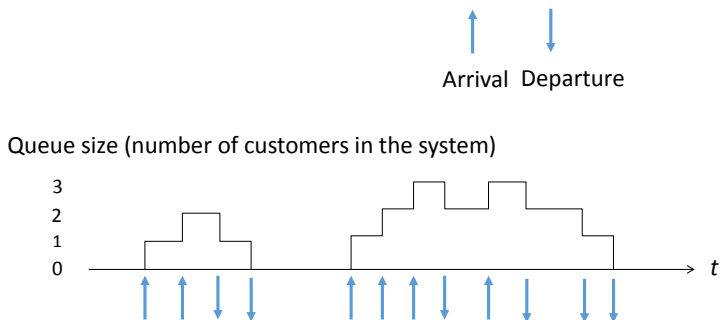 Arrival Departure
Queue size (number of customers in the system)
3
2
1
0
t